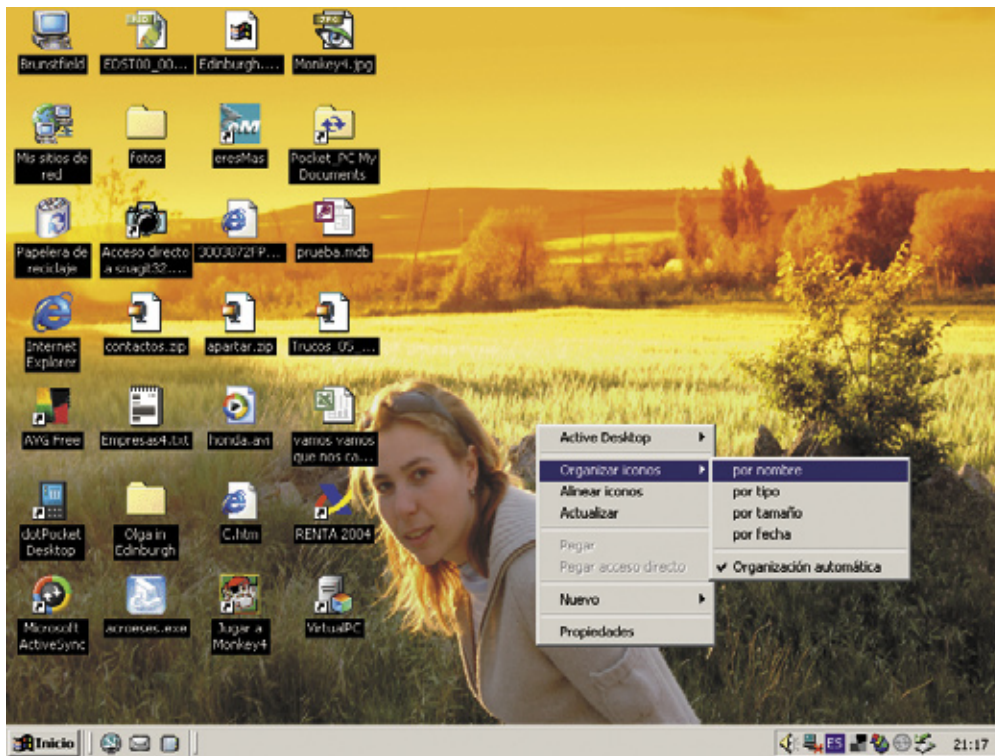 Brunstfield
EDST00_00...
Edinburgh....
Monkey4.jpg
Mis sitios de
red
fotos
eresMas
Pocket_PC My
Documents
Papelera de
reciclaje
Acceso directo
a snagit32....
3003872FP...
prueba.mdb
Internet
Explorer
contactos.zip
apartar.zip
Trucos_05_...
AVG Free
Empresas4.txt
honda.avi
vamos vamos
que nos ca...
dotPocket
Desktop
Olga in
Edinburgh
C.htm
RENTA 2004
Microsoft
ActiveSync
acroeses.exe
Jugar a
Monkey4
VirtualPC
Active Desktop
Organizar iconos
Alinear iconos
Actualizar
Pegar
Pegar acceso directo
Nuevo
Propiedades
por nombre
por tipo
por tamaño
por fecha
Organización automática
Inicio
ES
21:17